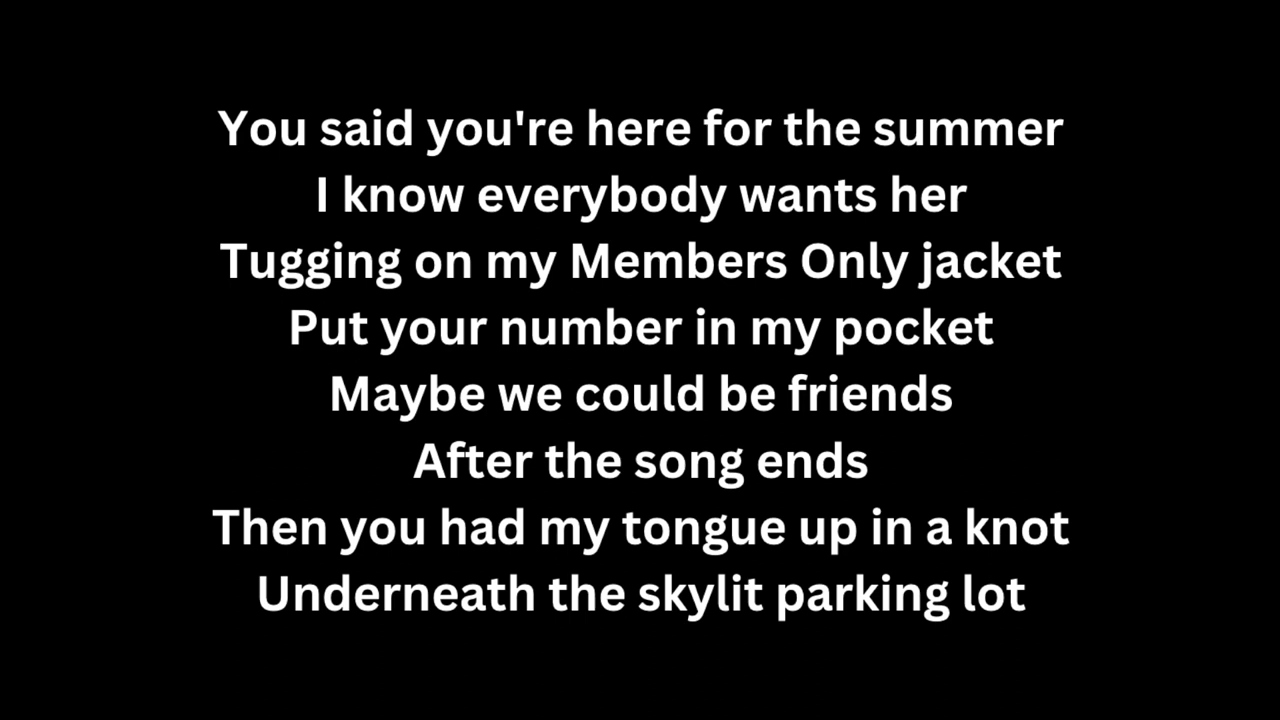 You said you're here for the summer
I know everybody wants her
Tugging on my Members Only jacket
Put your number in my pocket
Maybe we could be friends
After the song ends
Then you had my tongue up in a knot
Underneath the skylit parking lot